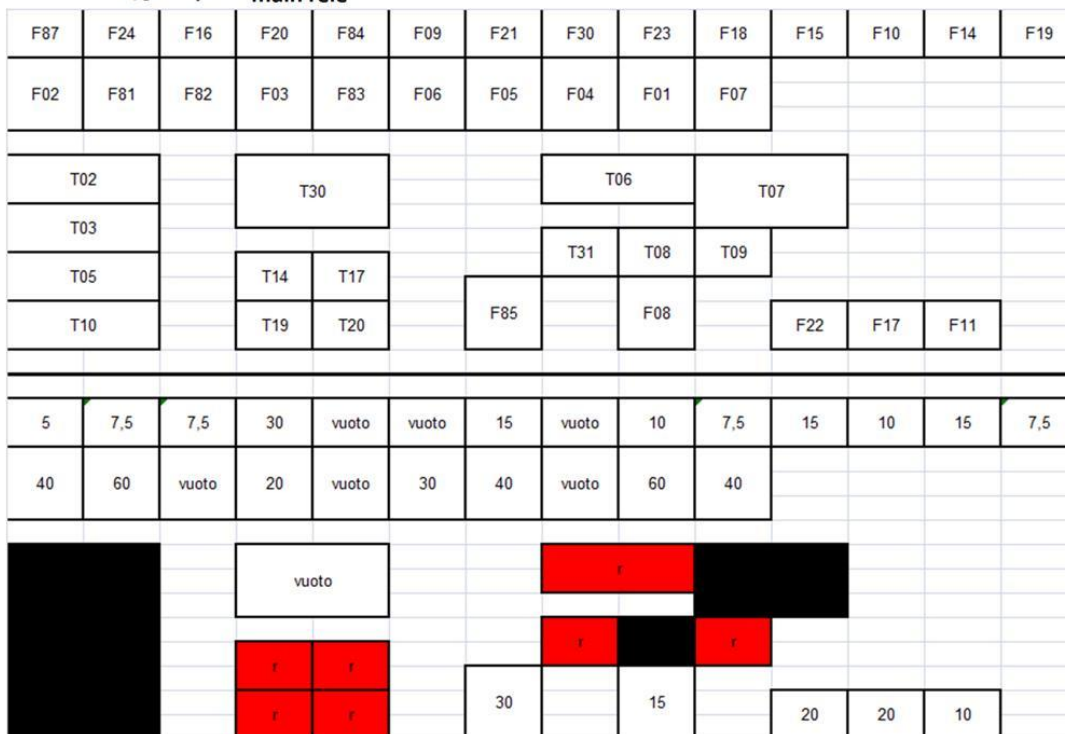 main relè
F87 F24 F16 F20 F84 F09 F21 F30 F23 F18 F15 F10 F14 F19
F02 F81 F82 F03 F83 F06 F05 F04 F01 F07
T02 T30 T06 T07
T03
T31 T08 T09
T05 T14 T17
F85 F08
T10 T19 T20 F22 F17 F11
5 7,5 7,5 30 vuoto vuoto 15 vuoto 10 7,5 15 10 15 7,5
40 60 vuoto 20 vuoto 30 40 vuoto 60 40
vuoto r
r r
r r
30 15
r r 20 20 10